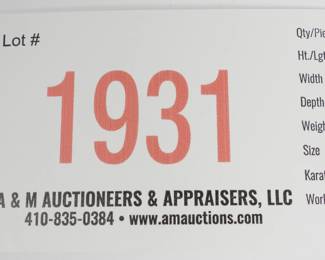 Lot #
1931
A & M AUCTIONEERS & APPRAISERS, LLC
410-835-0384 • www.amauctions.com
Qty/Pie
Ht./Lgt
Width
Depth
Weigh
Size
Kara
Work